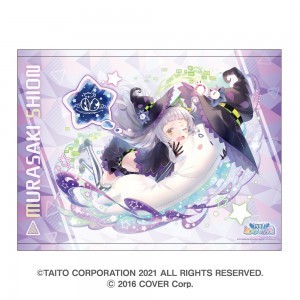 MURASAKI SHION
©TAITO CORPORATION 2021 ALL RIGHTS RESERVED.
© 2016 COVER Corp.